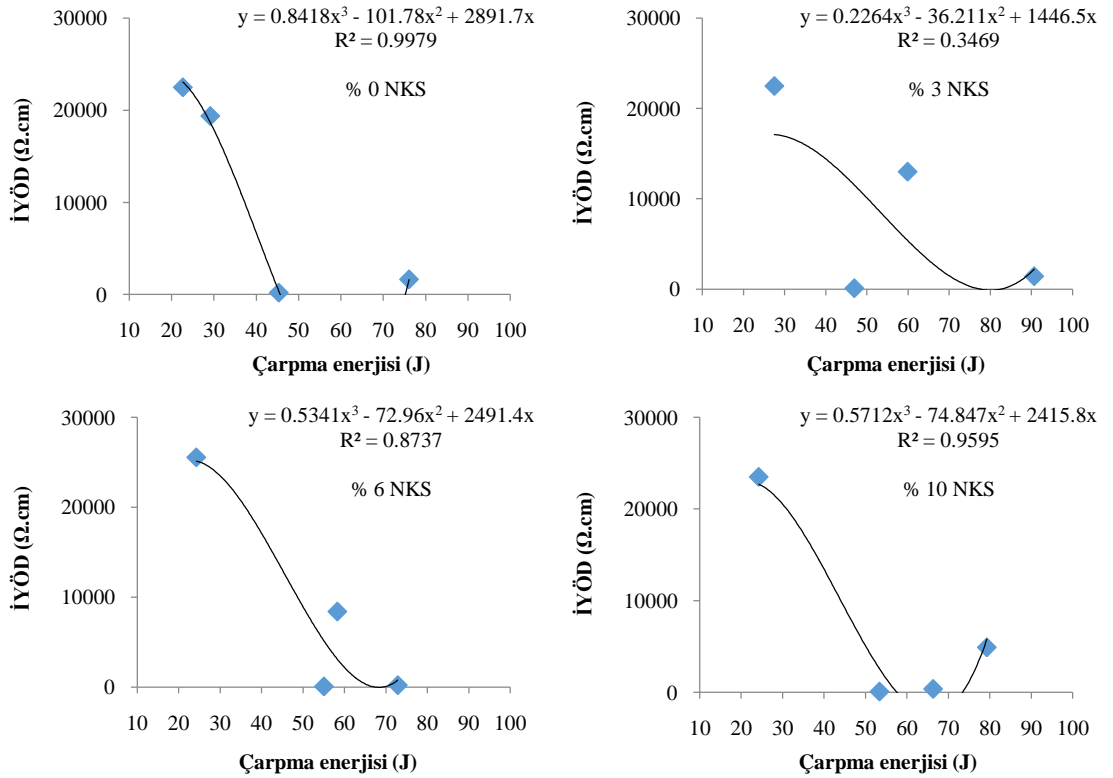 y = 0.8418x³ - 101.78x² + 2891.7x
R² = 0.9979
% 0 NKS
30000
20000
10000
0
İYÖD (Ω.cm)
10 20 30 40 50 60 70 80 90 100
Çarpma enerjisi (J)
y = 0.2264x³ - 36.211x² + 1446.5x
R² = 0.3469
% 3 NKS
30000
20000
10000
0
İYÖD (Ω.cm)
10 20 30 40 50 60 70 80 90 100
Çarpma enerjisi (J)
y = 0.5341x³ - 72.96x² + 2491.4x
R² = 0.8737
% 6 NKS
30000
20000
10000
0
İYÖD (Ω.cm)
10 20 30 40 50 60 70 80 90 100
Çarpma enerjisi (J)
y = 0.5712x³ - 74.847x² + 2415.8x
R² = 0.9595
% 10 NKS
30000
20000
10000
0
İYÖD (Ω.cm)
10 20 30 40 50 60 70 80 90 100
Çarpma enerjisi (J)